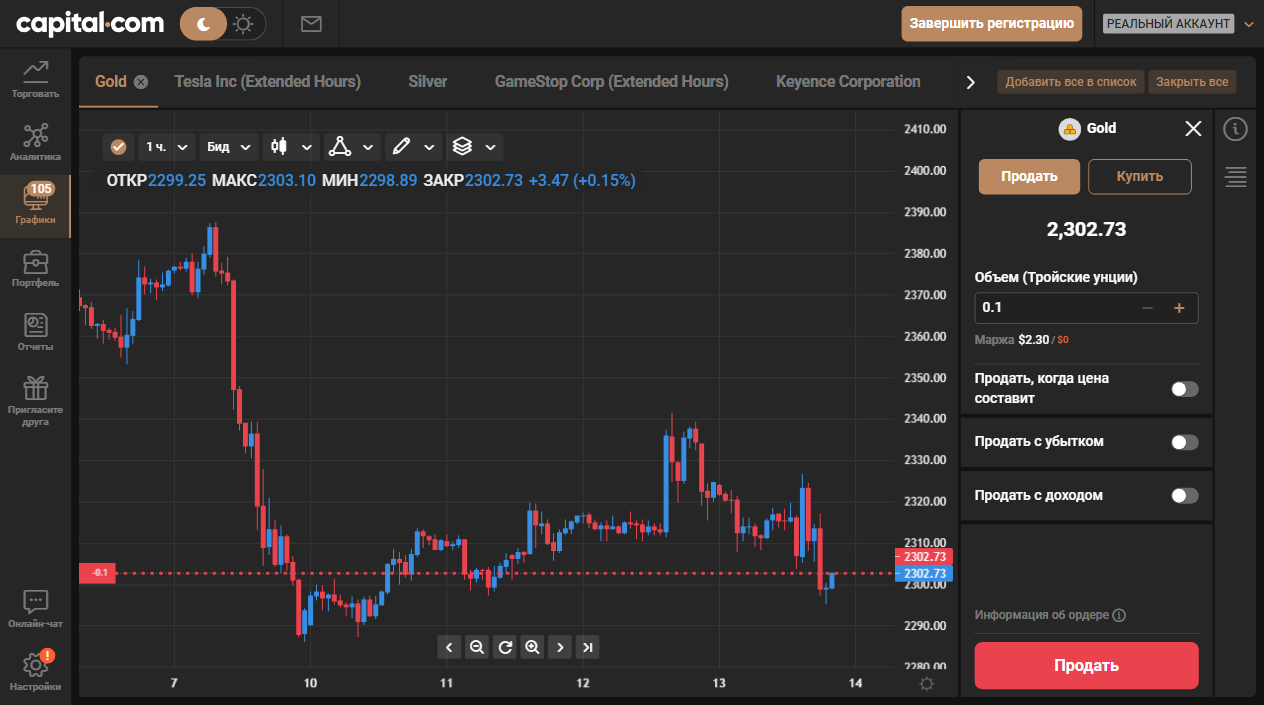 capital.com
Завершить регистрацию
РЕАЛЬНЫЙ АККАУНТ
Торговать
Аналитика
105
Графики
Портфель
Отчеты
Пригласите
друга
Онлайн-чат
!
Настройки
Gold
Tesla Inc (Extended Hours)
Silver
GameStop Corp (Extended Hours)
Keyence Corporation
Добавить все в список
Закрыть все
1 ч.
Бид
ОТКР2299.25 МАКС2303.10 МИН2298.89 ЗАКР2302.73 +3.47 (+0.15%)
2410.00
2400.00
2390.00
2380.00
2370.00
2360.00
2350.00
2340.00
2330.00
2320.00
2310.00
2302.73
2302.73
2300.00
2290.00
2280.00
-0.1
7
10
11
12
13
14
Gold
Продать
Купить
2,302.73
Объем (Тройские унции)
0.1
Маржа $2.30 / $0
Продать, когда цена
составит
Продать с убытком
Продать с доходом
Информация об ордере
Продать